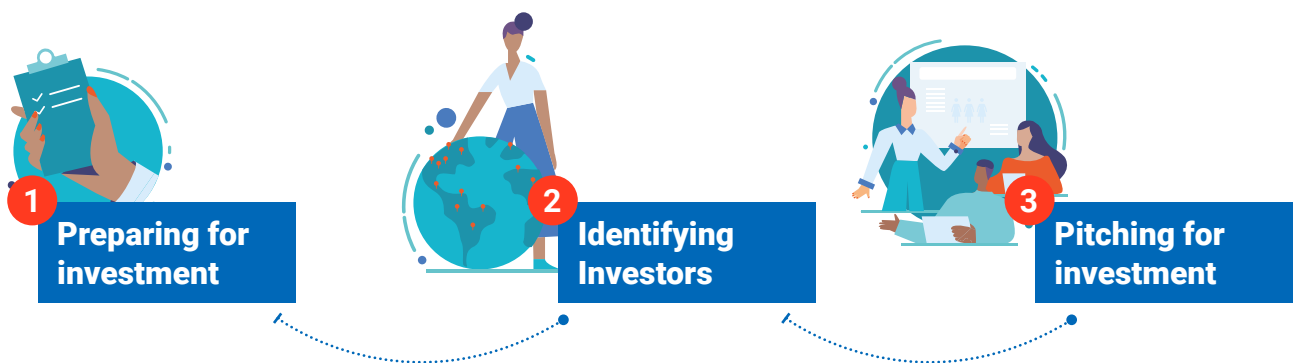 1
Preparing for
investment
2
Identifying
Investors
3
Pitching for
investment